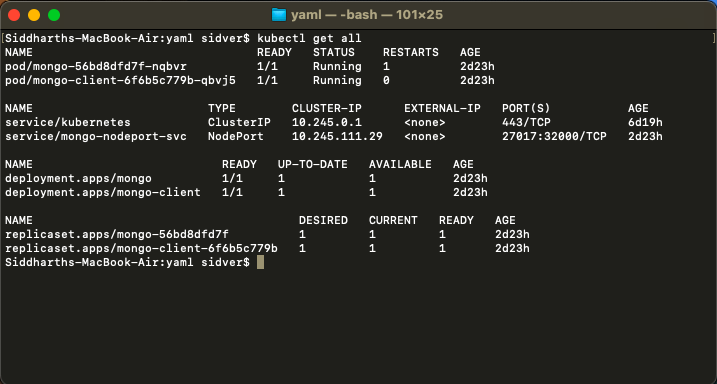 yaml — -bash — 101×25
[Siddharths-MacBook-Air:yaml sidver$ kubectl get all ]
NAME READY STATUS RESTARTS AGE
pod/mongo-56bd8dfd7f-nqbvr 1/1 Running 1 2d23h
pod/mongo-client-6f6b5c779b-qbvj5 1/1 Running 0 2d23h
NAME TYPE CLUSTER-IP EXTERNAL-IP PORT(S) AGE
service/kubernetes ClusterIP 10.245.0.1 <none> 443/TCP 6d19h
service/mongo-nodeport-svc NodePort 10.245.111.29 <none> 27017:32000/TCP 2d23h
NAME READY UP-TO-DATE AVAILABLE AGE
deployment.apps/mongo 1/1 1 1 2d23h
deployment.apps/mongo-client 1/1 1 1 2d23h
NAME DESIRED CURRENT READY AGE
replicaset.apps/mongo-56bd8dfd7f 1 1 1 2d23h
replicaset.apps/mongo-client-6f6b5c779b 1 1 1 2d23h
Siddharths-MacBook-Air:yaml sidver$